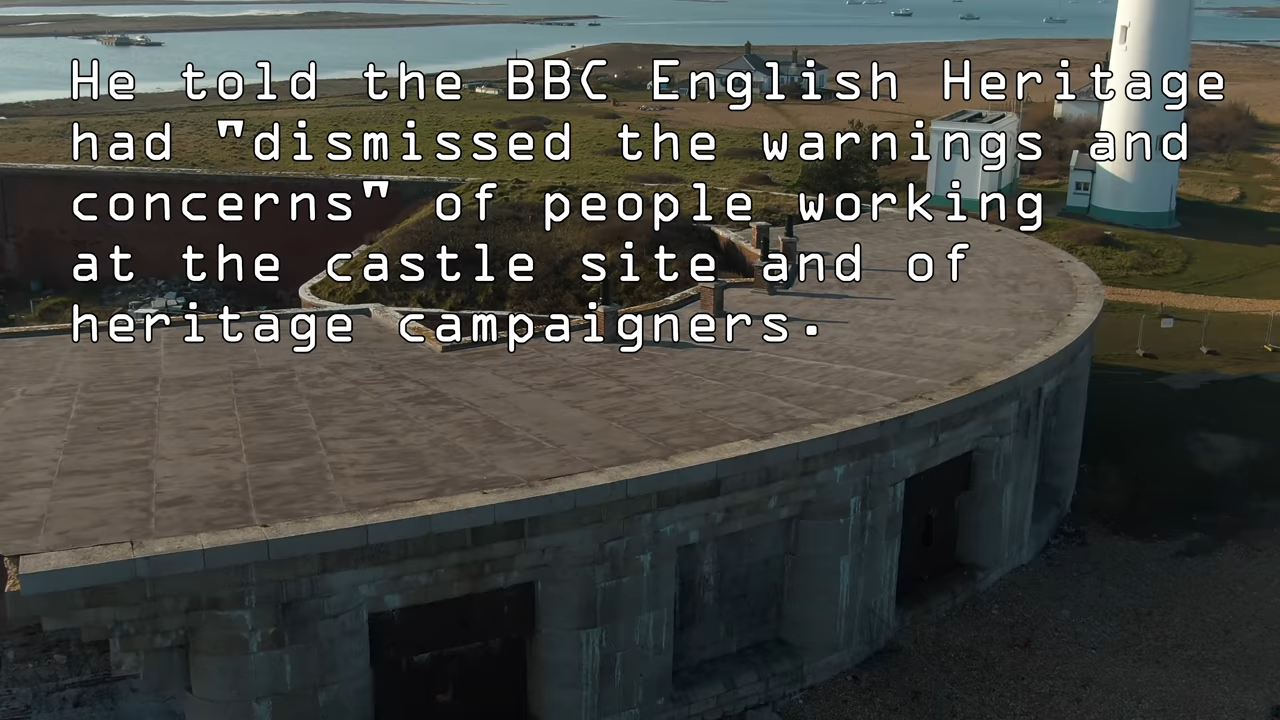 He told the BBC English Heritage
had "dismissed the warnings and
concerns" of people working
at the castle site and of
heritage campaigners.